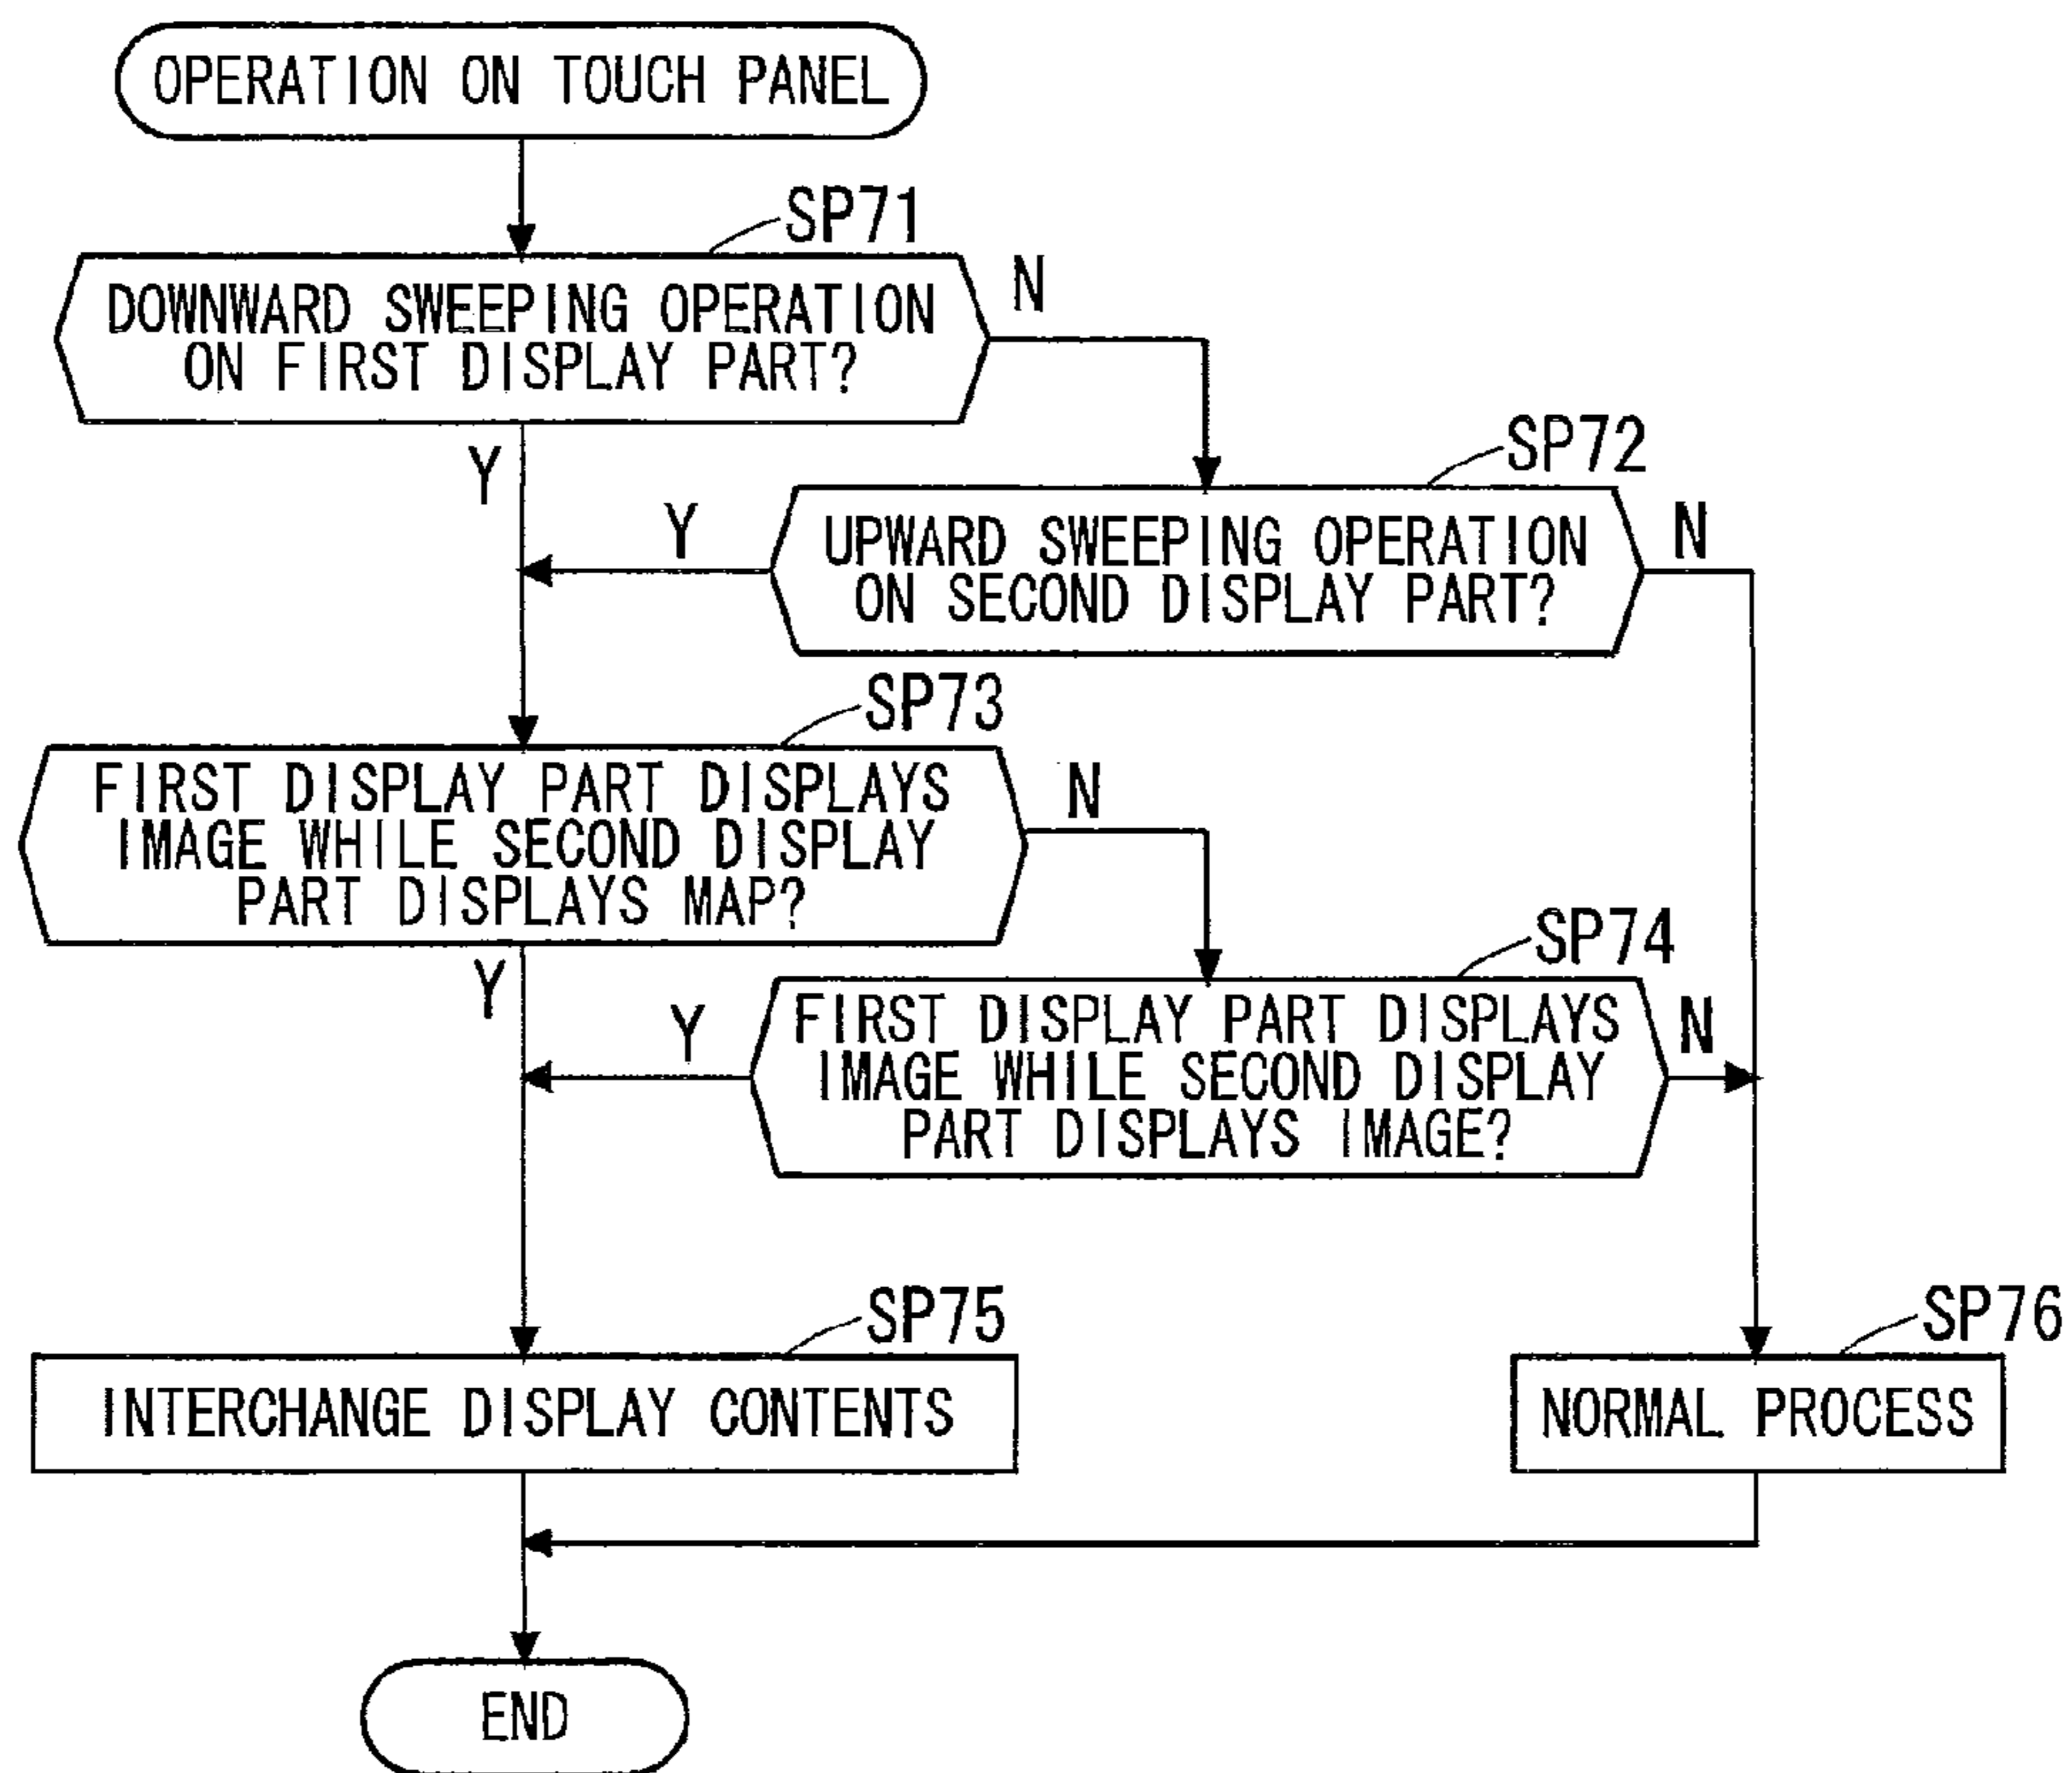 OPERATION ON TOUCH PANEL
SP71
DOWNWARD SWEEPING OPERATION
ON FIRST DISPLAY PART?
N
Y
SP72
UPWARD SWEEPING OPERATION
ON SECOND DISPLAY PART?
Y
N
SP73
FIRST DISPLAY PART DISPLAYS
IMAGE WHILE SECOND DISPLAY
PART DISPLAYS MAP?
N
Y
SP74
FIRST DISPLAY PART DISPLAYS
IMAGE WHILE SECOND DISPLAY
PART DISPLAYS IMAGE?
Y
N
SP75
INTERCHANGE DISPLAY CONTENTS
SP76
NORMAL PROCESS
END